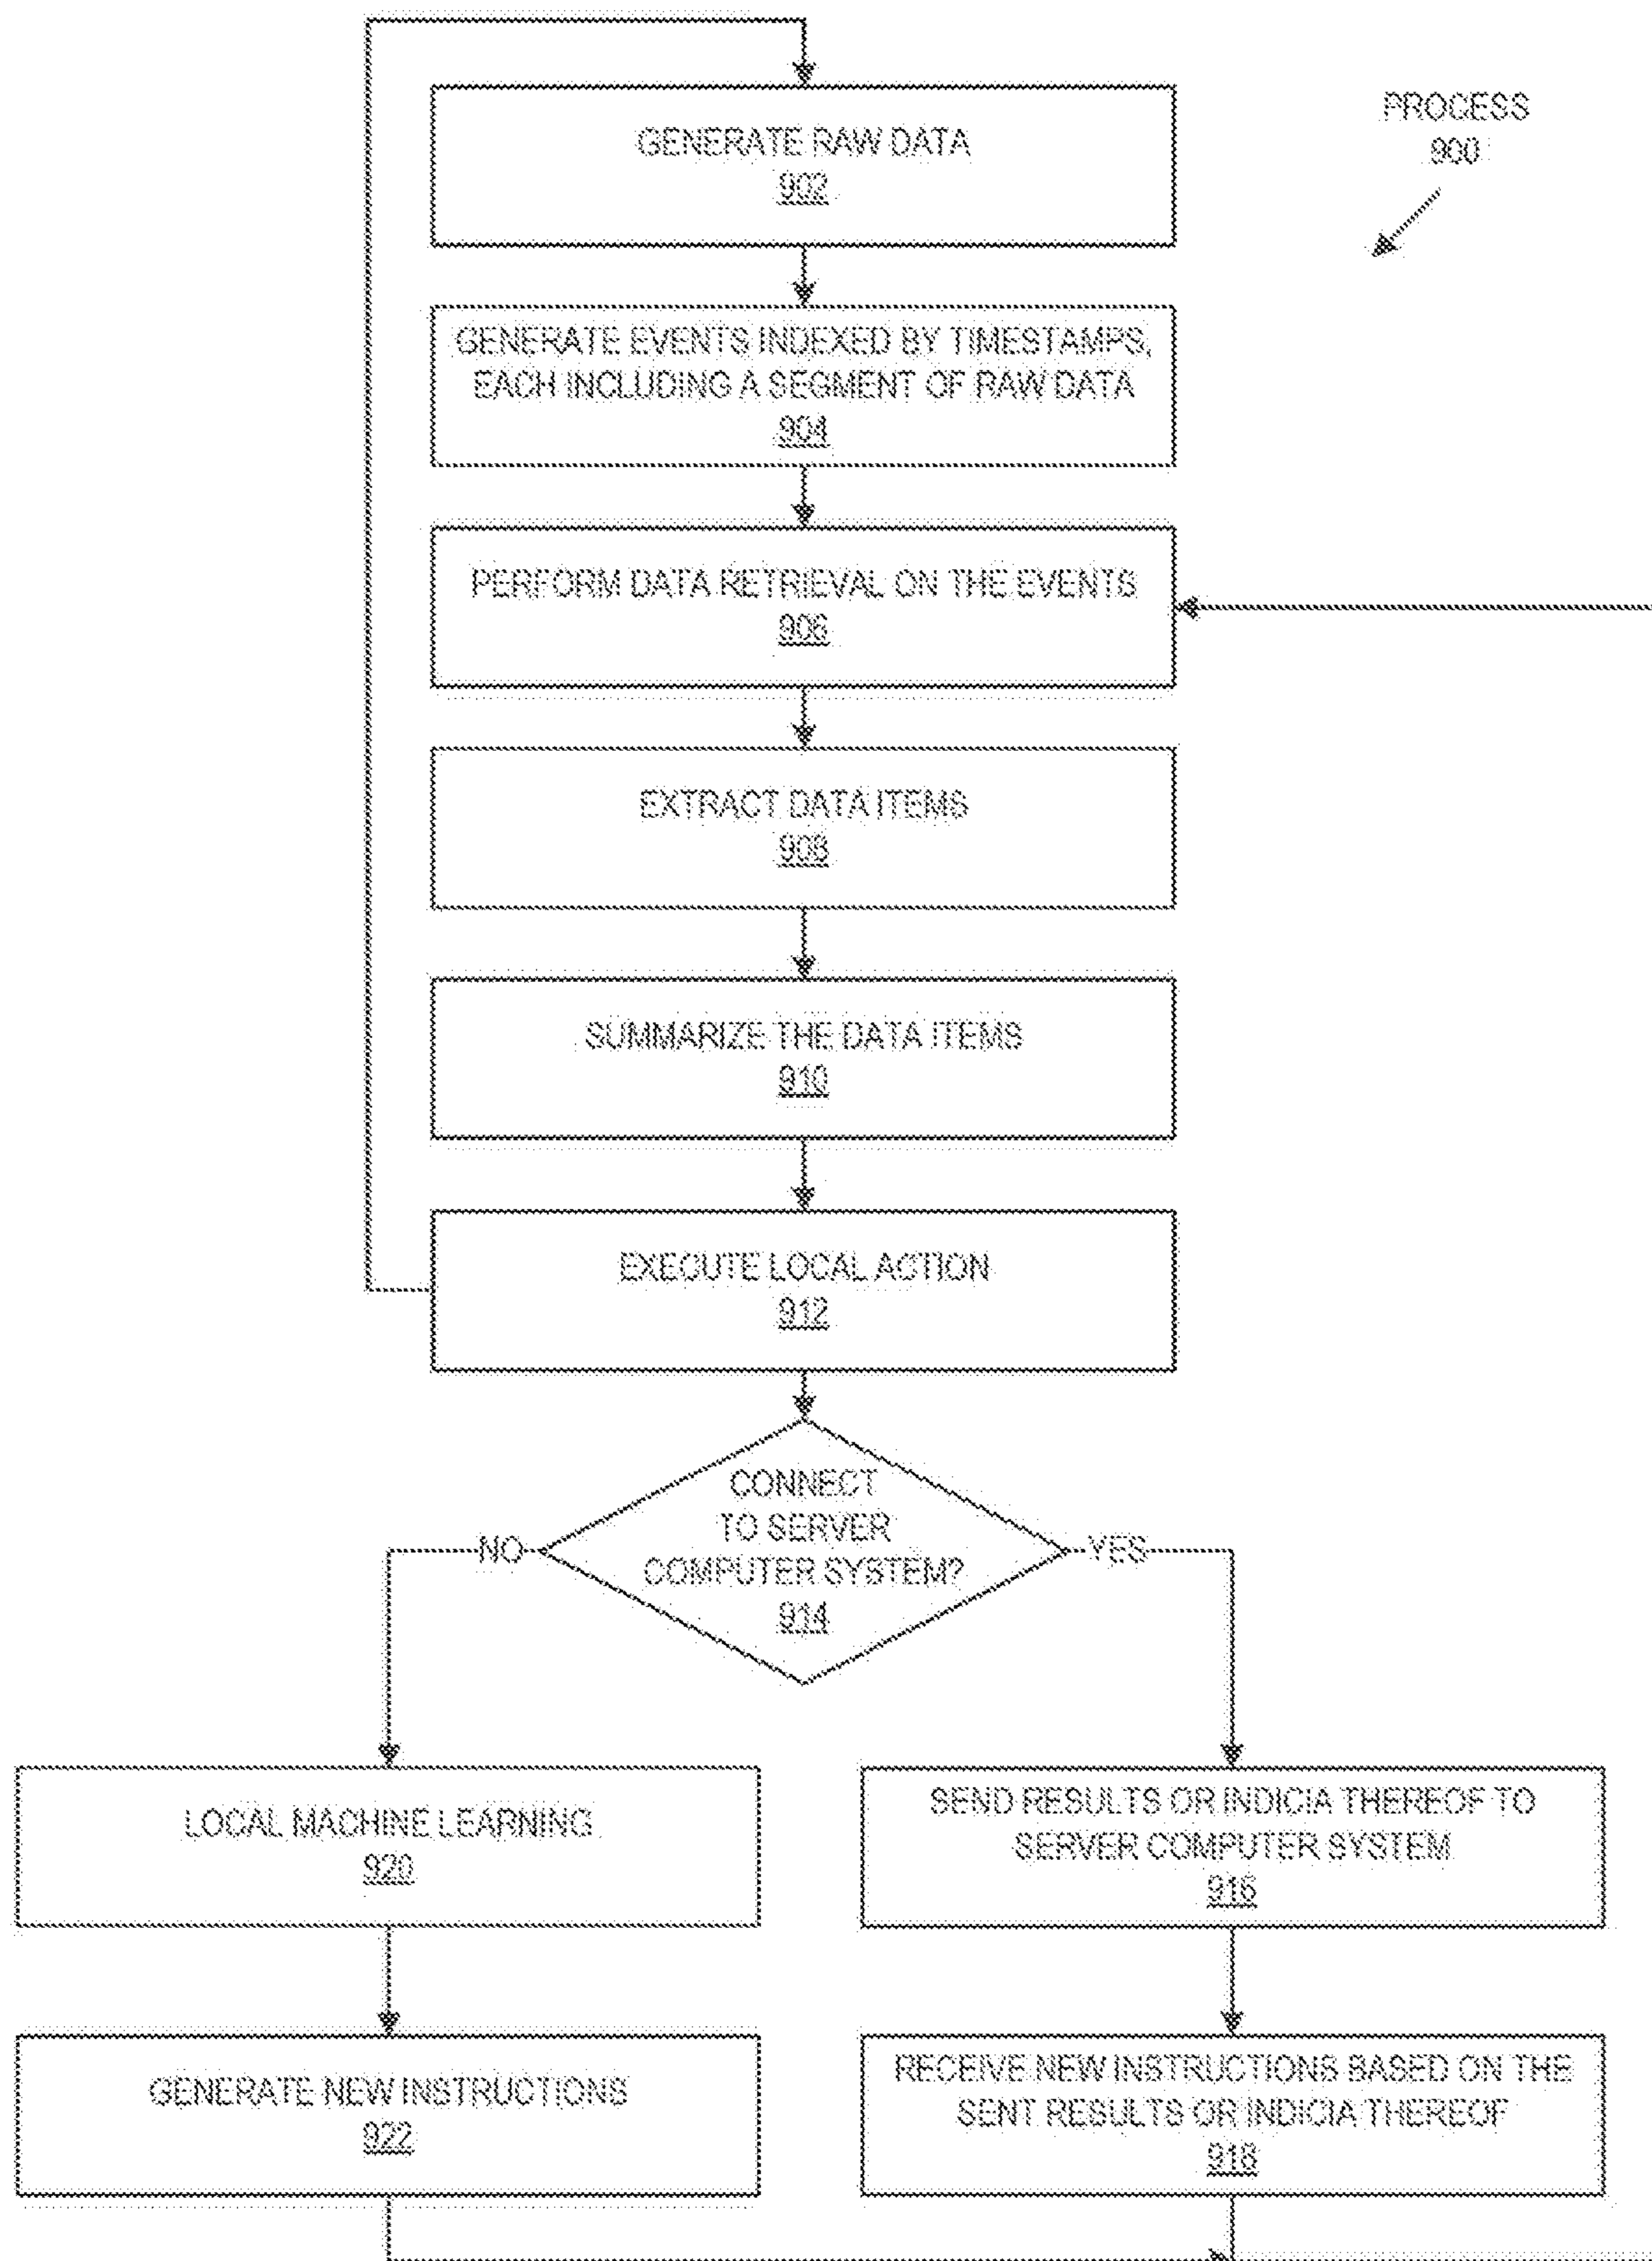 PROCESS
900
GENERATE RAW DATA
902
GENERATE EVENTS INDEXED BY TIMESTAMPS,
EACH INCLUDING A SEGMENT OF RAW DATA
904
PERFORM DATA RETRIEVAL ON THE EVENTS
906
EXTRACT DATA ITEMS
908
SUMMARIZE THE DATA ITEMS
910
EXECUTE LOCAL ACTION
912
CONNECT
TO SERVER
COMPUTER SYSTEM?
914
NO
YES
LOCAL MACHINE LEARNING
920
SEND RESULTS OR INDICIA THEREOF TO
SERVER COMPUTER SYSTEM
916
GENERATE NEW INSTRUCTIONS
922
RECEIVE NEW INSTRUCTIONS BASED ON THE
SENT RESULTS OR INDICIA THEREOF
918